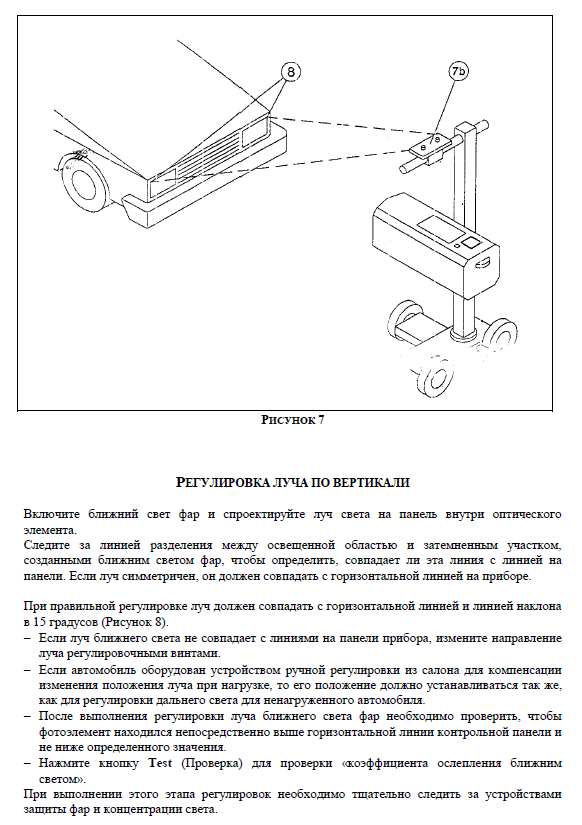 8
7b
РИСУНОК 7
РЕГУЛИРОВКА ЛУЧА ПО ВЕРТИКАЛИ
Включите ближний свет фар и спроектируйте луч света на панель внутри оптического
элемента.
Следите за линией разделения между освещенной областью и затемненным участком,
созданными ближним светом фар, чтобы определить, совпадает ли эта линия с линией на
панели. Если луч симметричен, он должен совпадать с горизонтальной линией на приборе.
При правильной регулировке луч должен совпадать с горизонтальной линией и линией наклона
в 15 градусов (Рисунок 8).
– Если луч ближнего света не совпадает с линиями на панели прибора, измените направление
луча регулировочными винтами.
– Если автомобиль оборудован устройством ручной регулировки из салона для компенсации
изменения положения луча при нагрузке, то его положение должно устанавливаться так же,
как для регулировки дальнего света для ненагруженного автомобиля.
– После выполнения регулировки луча ближнего света фар необходимо проверить, чтобы
фотоэлемент находился непосредственно выше горизонтальной линии контрольной панели и
не ниже определенного значения.
– Нажмите кнопку Test (Проверка) для проверки «коэффициента ослепления ближним
светом».
При выполнении этого этапа регулировок необходимо тщательно следить за устройствами
защиты фар и концентрации света.